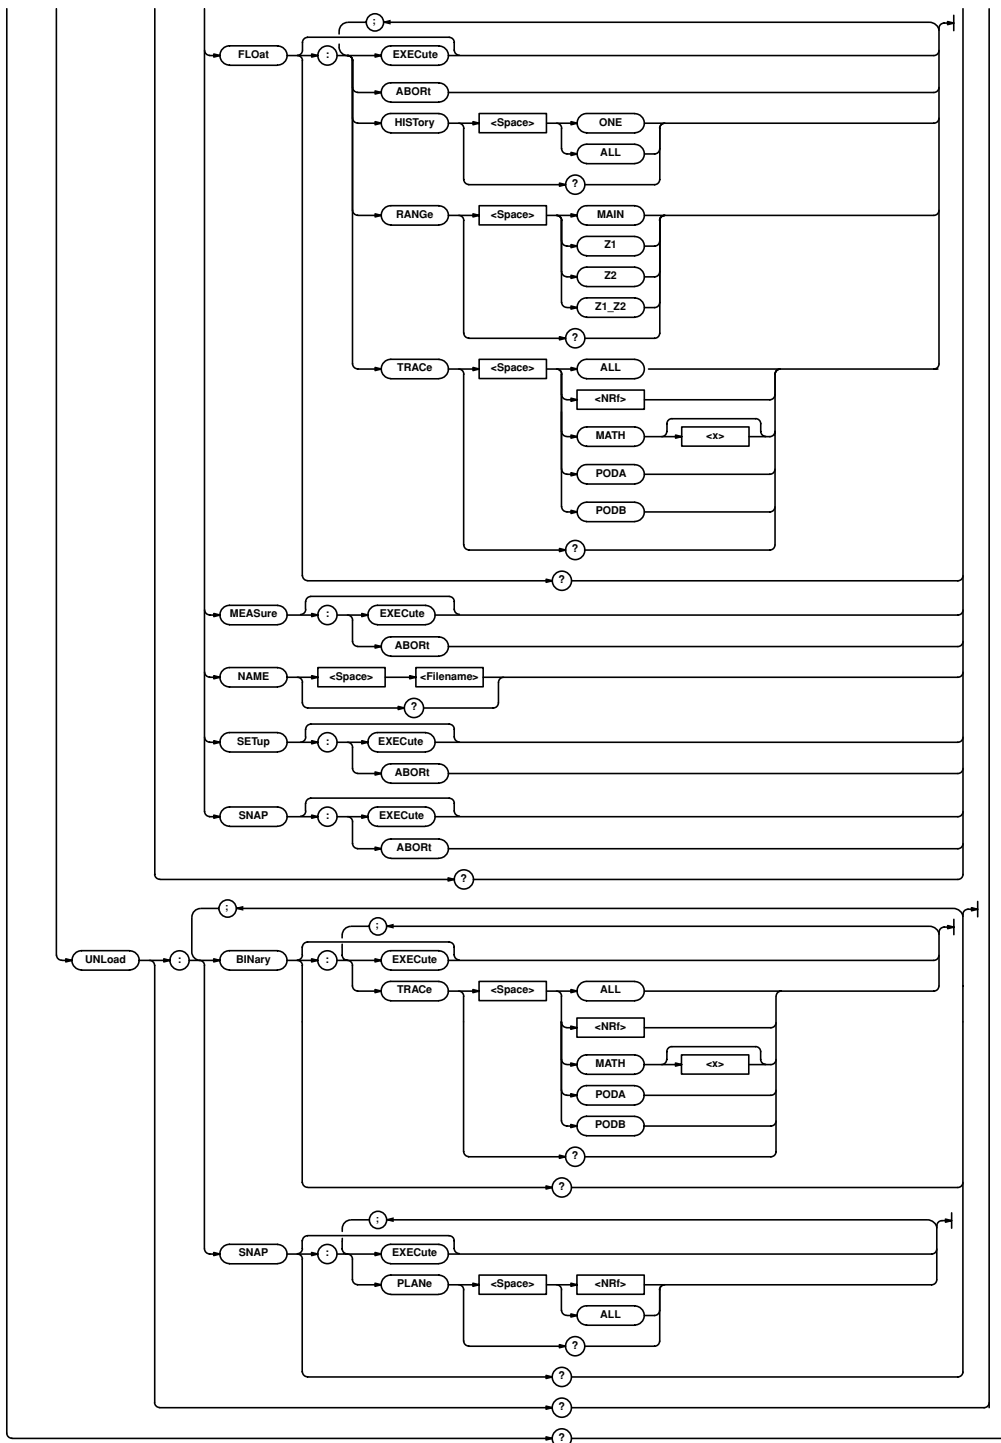 ;
FLOat : EXECute
ABORt
HISTory <Space> ONE
ALL
?
RANGe <Space> MAIN
Z1
Z2
Z1_Z2
?
TRACe <Space> ALL
<NRf>
MATH <x>
PODA
PODB
?
?
MEASure : EXECute
ABORt
NAME <Space> <Filename>
?
SETup : EXECute
ABORt
SNAP : EXECute
ABORt
?
;
;
UNLoad : BINary : EXECute
TRACe <Space> ALL
<NRf>
MATH <x>
PODA
PODB
?
?
;
SNAP : EXECute
PLANe <Space> <NRf>
ALL
?
?
?
?